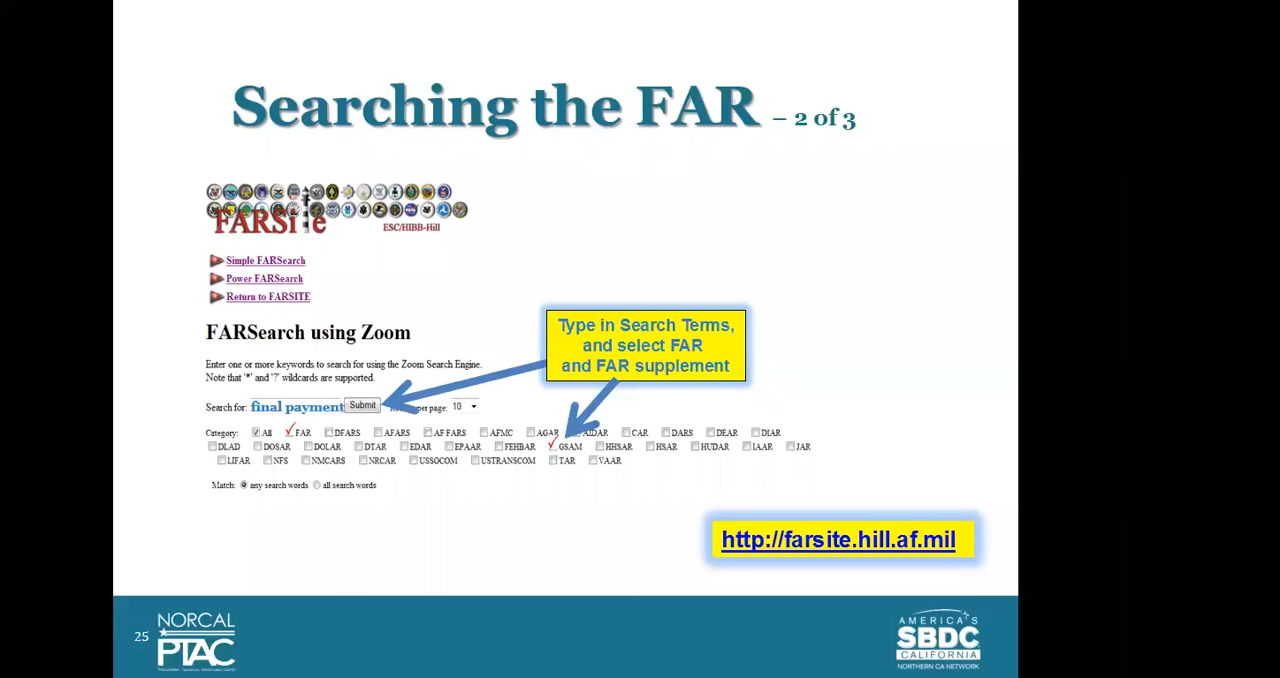 Searching the FAR – 2 of 3
FARSite
ESC/HIBB-Hill
Simple FARSearch
Power FARSearch
Return to FARSITE
FARSearch using Zoom
Type in Search Terms,
and select FAR
and FAR supplement
Enter one or more keywords to search for using the Zoom Search Engine.
Note that '*' and '?' wildcards are supported.
Search for: final payment Submit per page: 10
Category: All FAR DFARS AFARS AF FARS AFMC AGAR AIDAR CAR DARS DEAR DIAR
DLAD DOSAR DOLAR DTAR EDAR EPAAR FEHBAR GSAM HHSAR HSAR HUDAR IAAR JAR
LIFAR NFS NMCARS NRCAR USSOCOM USTRANSCOM TAR VAAR
Match: any search words all search words
http://farsite.hill.af.mil
25
NORCAL
PTAC
AMERICA'S
SBDC
CALIFORNIA
NORTHERN CA NETWORK